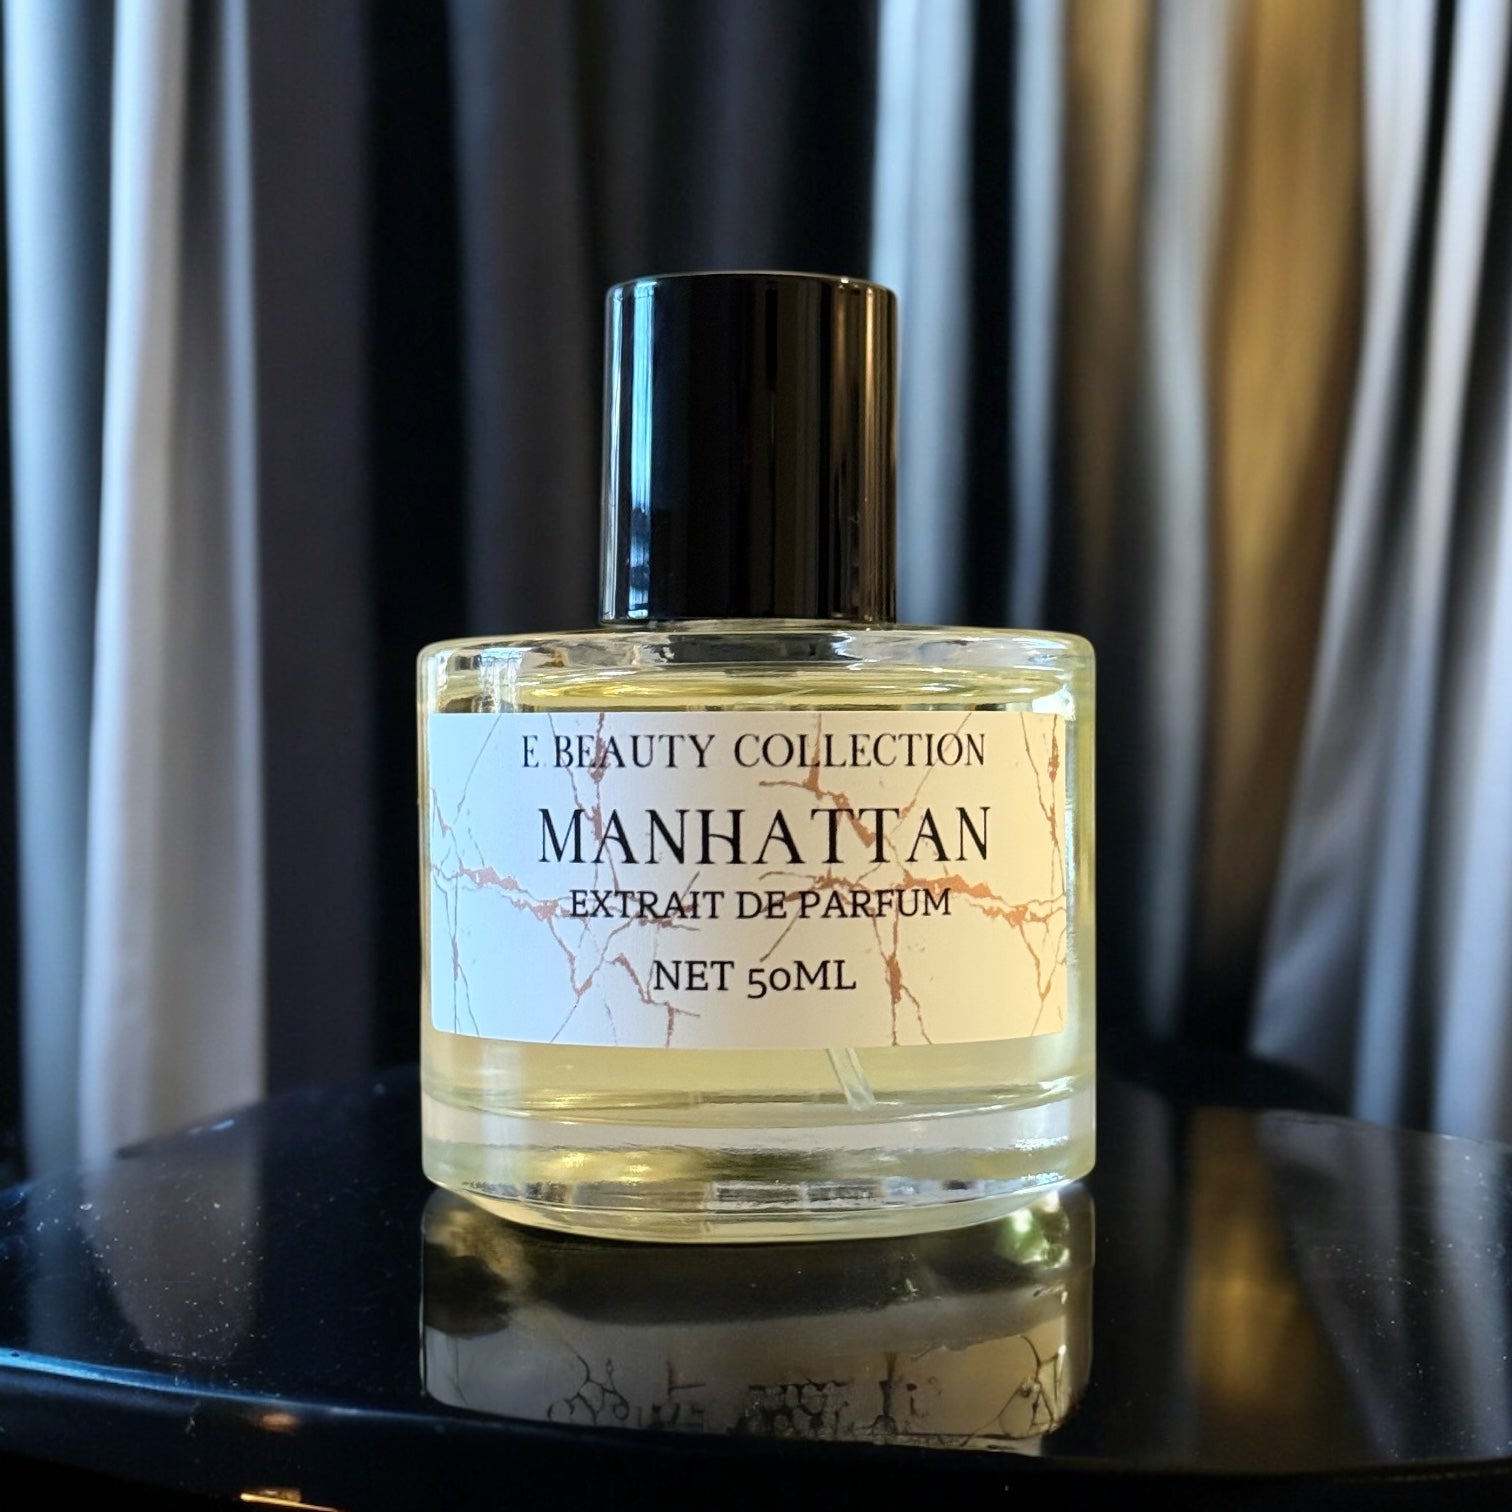 E BEAUTY COLLECTION
MANHATTAN
EXTRAIT DE PARFUM
NET 50ML